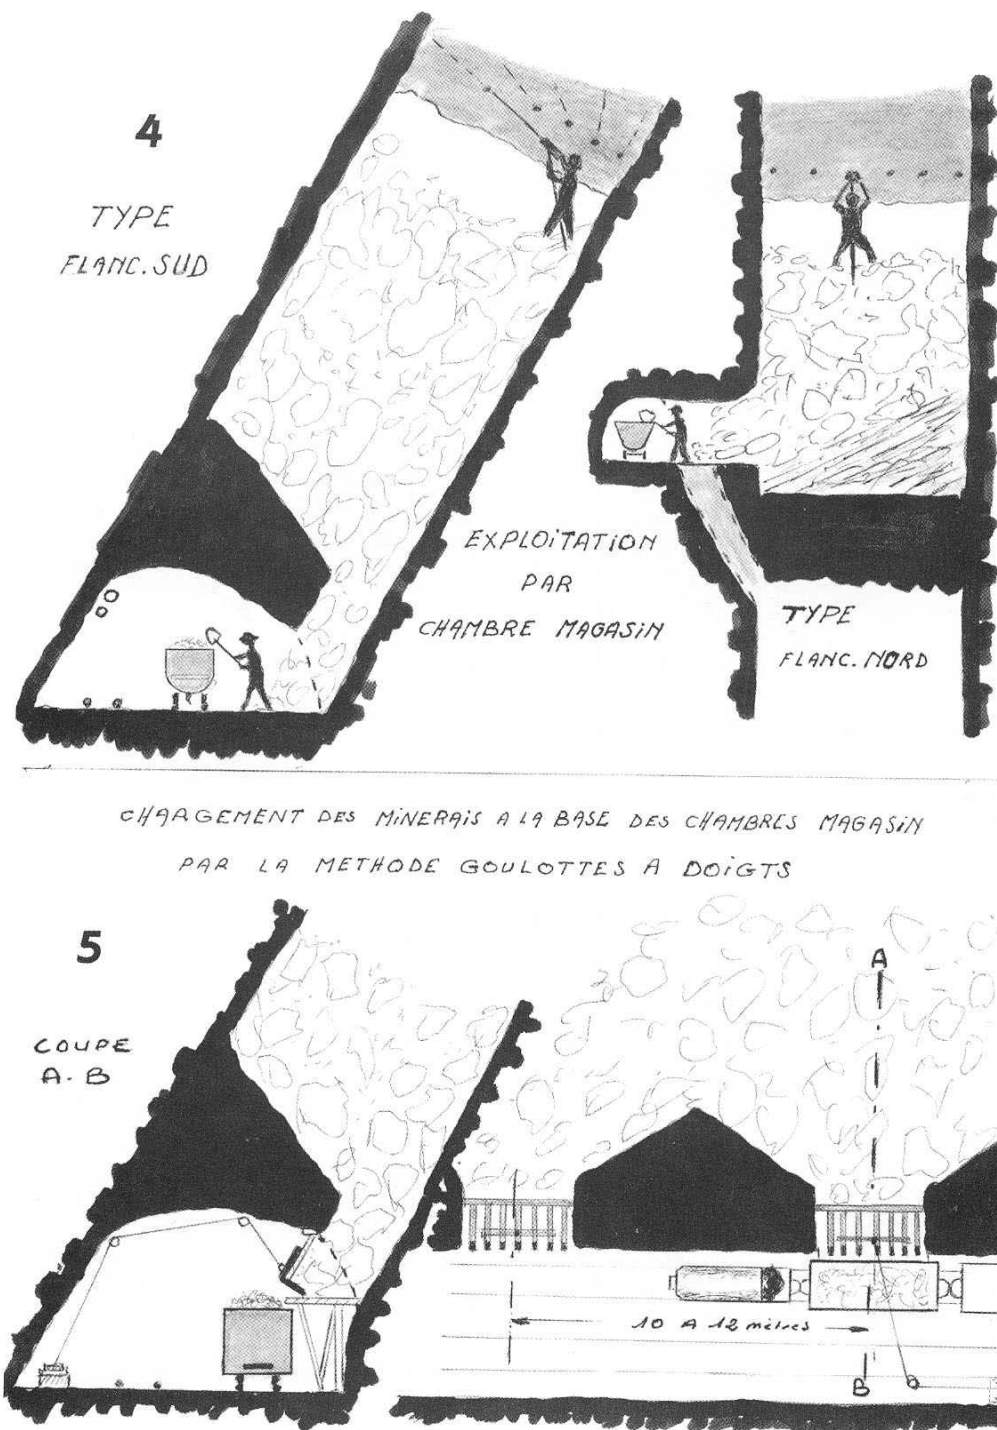 4
TYPE
FLANC.SUD
EXPLOITATION
PAR
CHAMBRE MAGASIN
TYPE
FLANC.NORD
CHARGEMENT DES MINERAIS A LA BASE DES CHAMBRES MAGASIN
PAR LA METHODE GOULOTTES A DOIGTS
5
COUPE
A.B
A
10 A 12 mètres
B